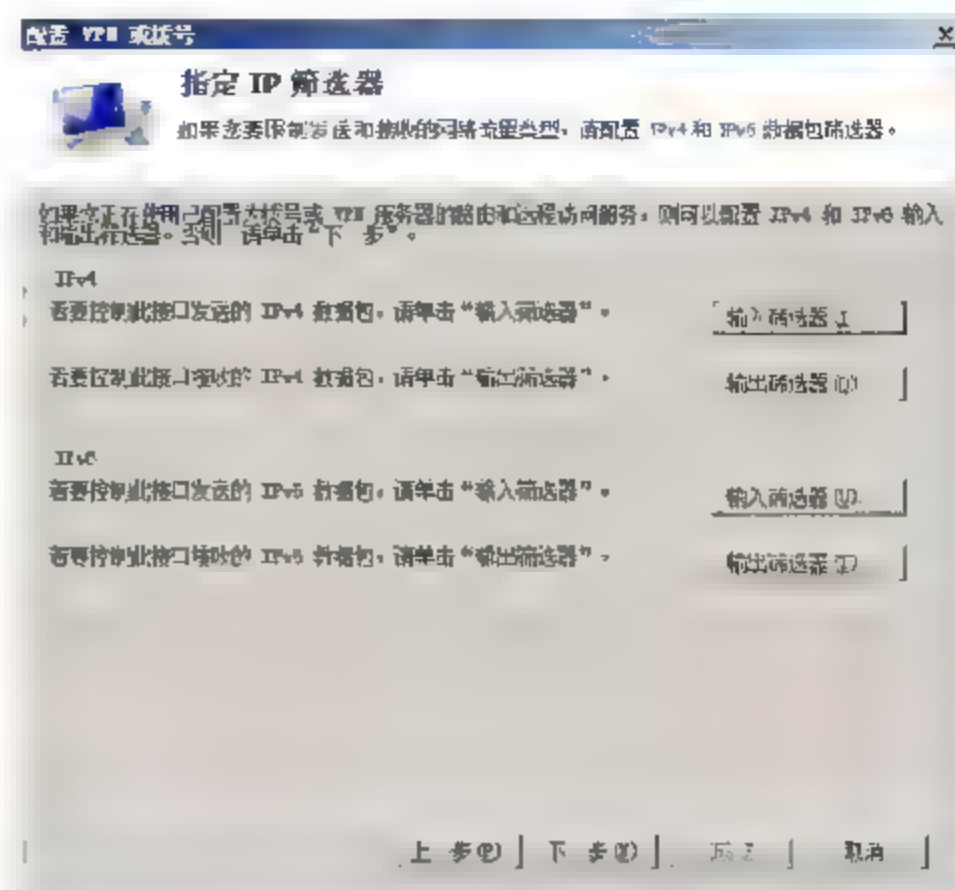 配置 VPN 或拨号
指定 IP 筛选器
如果您要限制发送和接收的网络流量类型，请配置 IPv4 和 IPv6 数据包筛选器。
如果您正在使用已配置为拨号或 VPN 服务器的路由和远程访问服务，则可以配置 IPv4 和 IPv6 输入
和输出筛选器。否则，请单击“下一步”。
IPv4
若要控制此接口发送的 IPv4 数据包，请单击“输入筛选器”。
输入筛选器(I)
若要控制此接口接收的 IPv4 数据包，请单击“输出筛选器”。
输出筛选器(O)
IPv6
若要控制此接口发送的 IPv6 数据包，请单击“输入筛选器”。
输入筛选器
若要控制此接口接收的 IPv6 数据包，请单击“输出筛选器”。
输出筛选器
上一步(P) 下一步(N) 取消